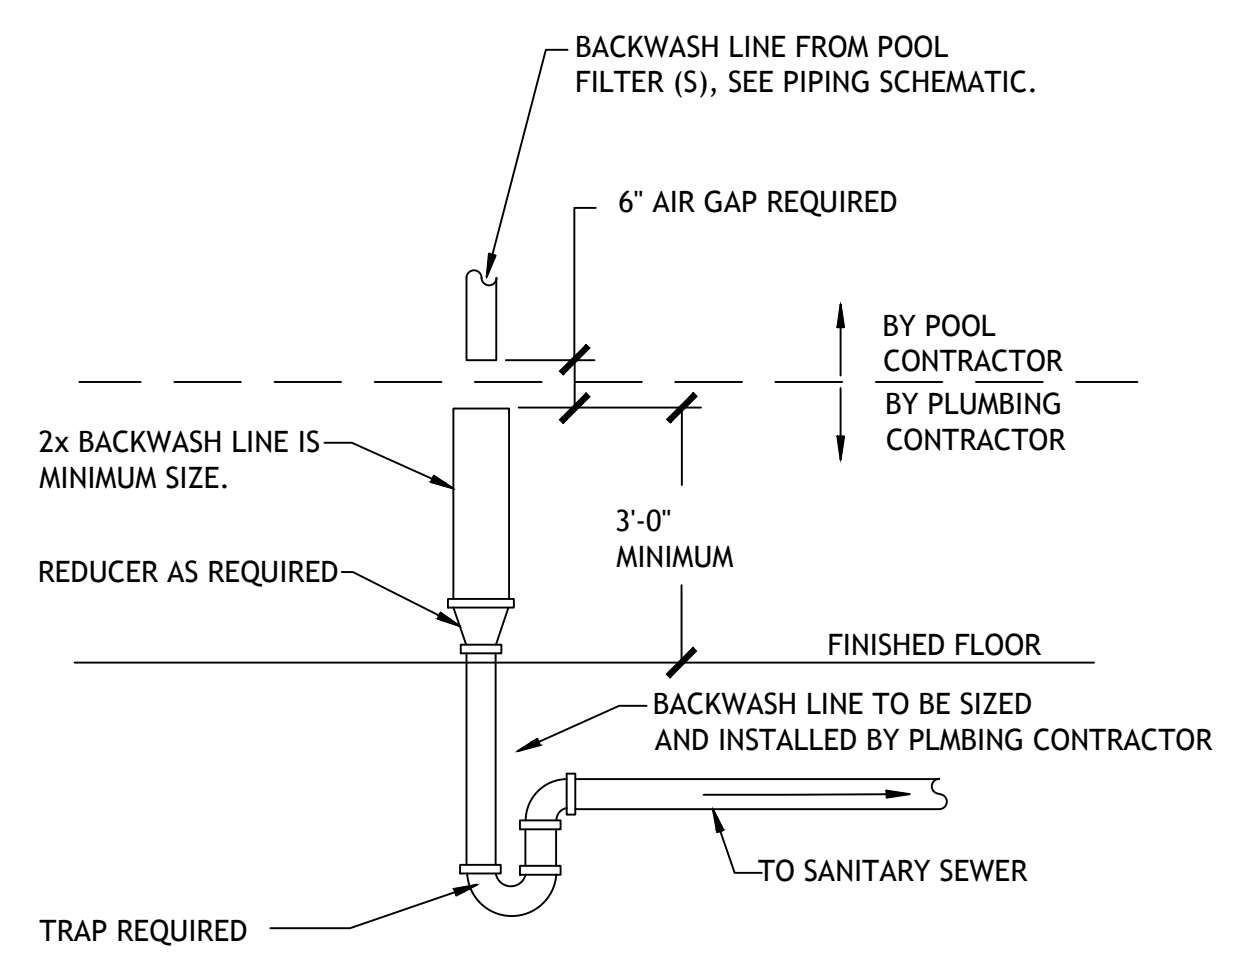 BACKWASH LINE FROM POOL
FILTER (S), SEE PIPING SCHEMATIC.
6" AIR GAP REQUIRED
BY POOL
CONTRACTOR
BY PLUMBING
CONTRACTOR
2x BACKWASH LINE IS
MINIMUM SIZE.
3'-0"
MINIMUM
REDUCER AS REQUIRED
FINISHED FLOOR
BACKWASH LINE TO BE SIZED
AND INSTALLED BY PLMBING CONTRACTOR
TO SANITARY SEWER
TRAP REQUIRED